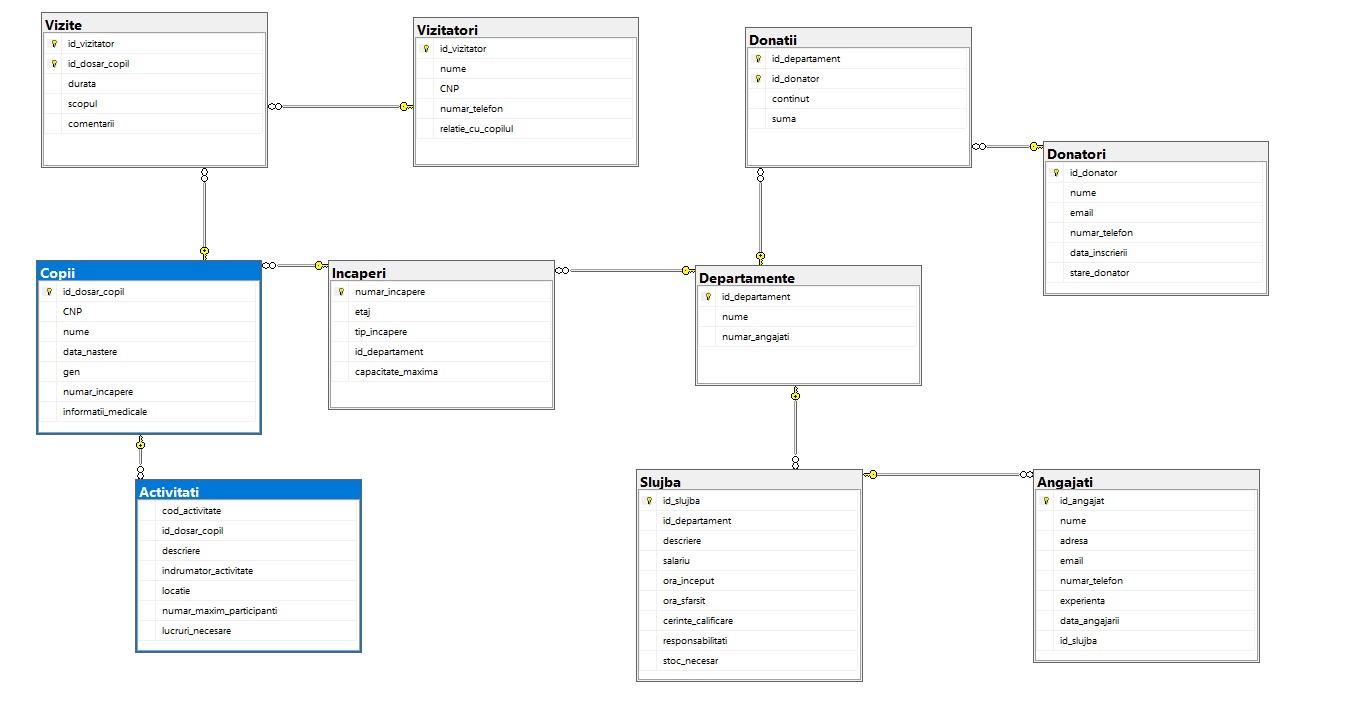 Vizite
id_vizitator
id_dosar_copil
durata
scopul
comentarii
Vizitatori
id_vizitator
nume
CNP
numar_telefon
relatie_cu_copilul
Donatii
id_departament
id_donator
continut
suma
Donatori
id_donator
nume
email
numar_telefon
data_inscrierii
stare_donator
Copii
id_dosar_copil
CNP
nume
data_nastere
gen
numar_incapere
informatii_medicale
Incaperi
numar_incapere
etaj
tip_incapere
id_departament
capacitate_maxima
Departamente
id_departament
nume
numar_angajati
Activitati
cod_activitate
id_dosar_copil
descriere
indrumator_activitate
locatie
numar_maxim_participanti
lucruri_necesare
Slujba
id_slujba
id_departament
descriere
salariu
ora_inceput
ora_sfarsit
cerinte_calificare
responsabilitati
stoc_necesar
Angajati
id_angajat
nume
adresa
email
numar_telefon
experienta
data_angajarii
id_slujba